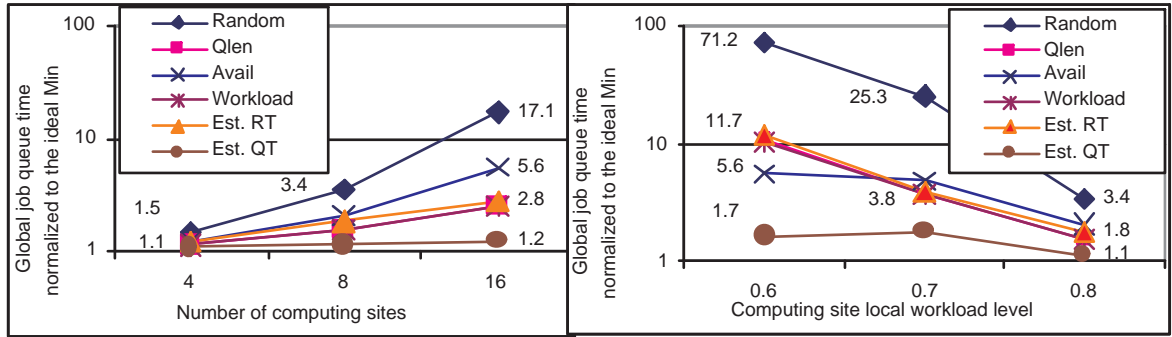 Global job queue time
normalized to the ideal Min
100
10
1
Random
Qlen
Avail
Workload
Est. RT
Est. QT
1.5
1.1
3.4
17.1
5.6
2.8
1.2
4
8
16
Number of computing sites
Global job queue time
normalized to the ideal Min
100
10
1
71.2
25.3
11.7
5.6
1.7
3.8
3.4
1.8
1.1
Random
Qlen
Avail
Workload
Est. RT
Est. QT
0.6
0.7
0.8
Computing site local workload level